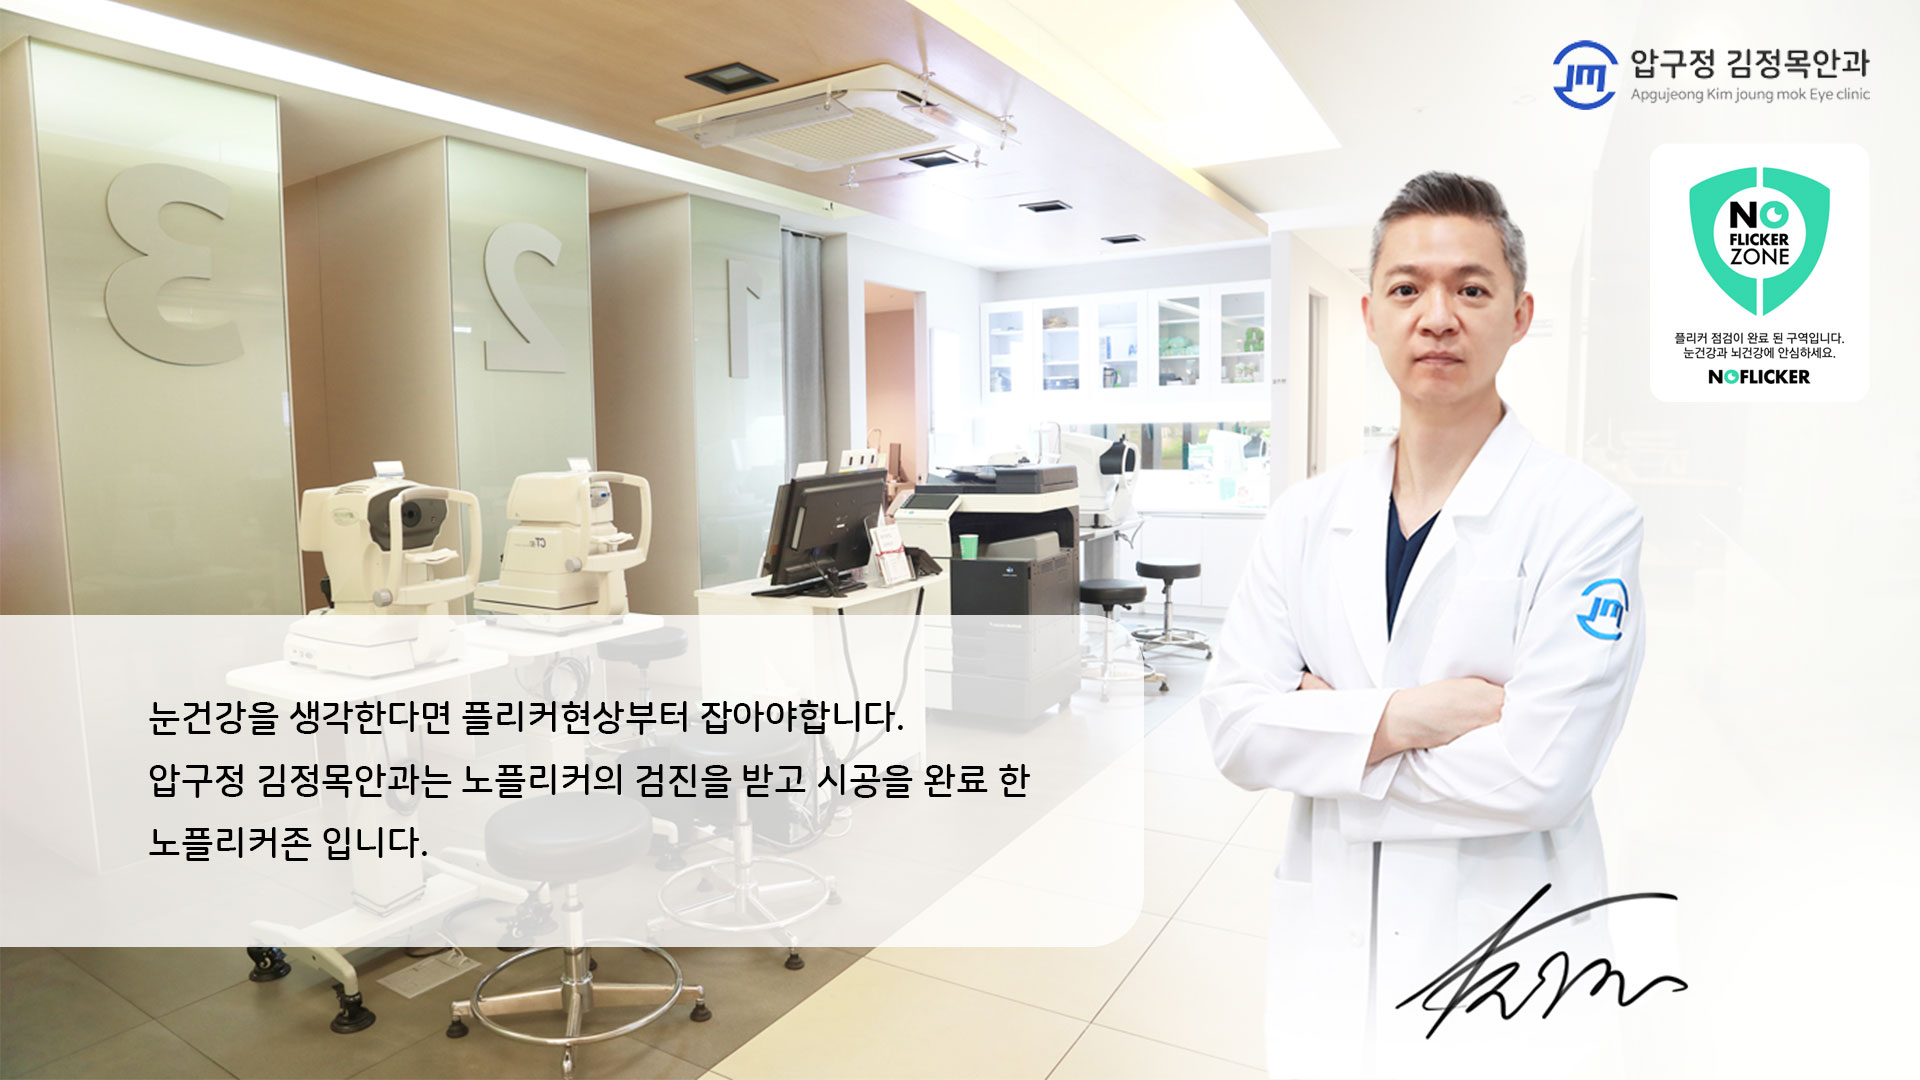 압구정 김정목안과
Apgujeong Kim joung mok Eye clinic
NO
FLICKER
ZONE
플리커 점검이 완료 된 구역입니다.
눈건강과 뇌건강에 안심하세요.
NOFLICKER
3
2
1
JM
눈건강을 생각한다면 플리커현상부터 잡아야합니다.
압구정 김정목안과는 노플리커의 검진을 받고 시공을 완료 한
노플리커존 입니다.